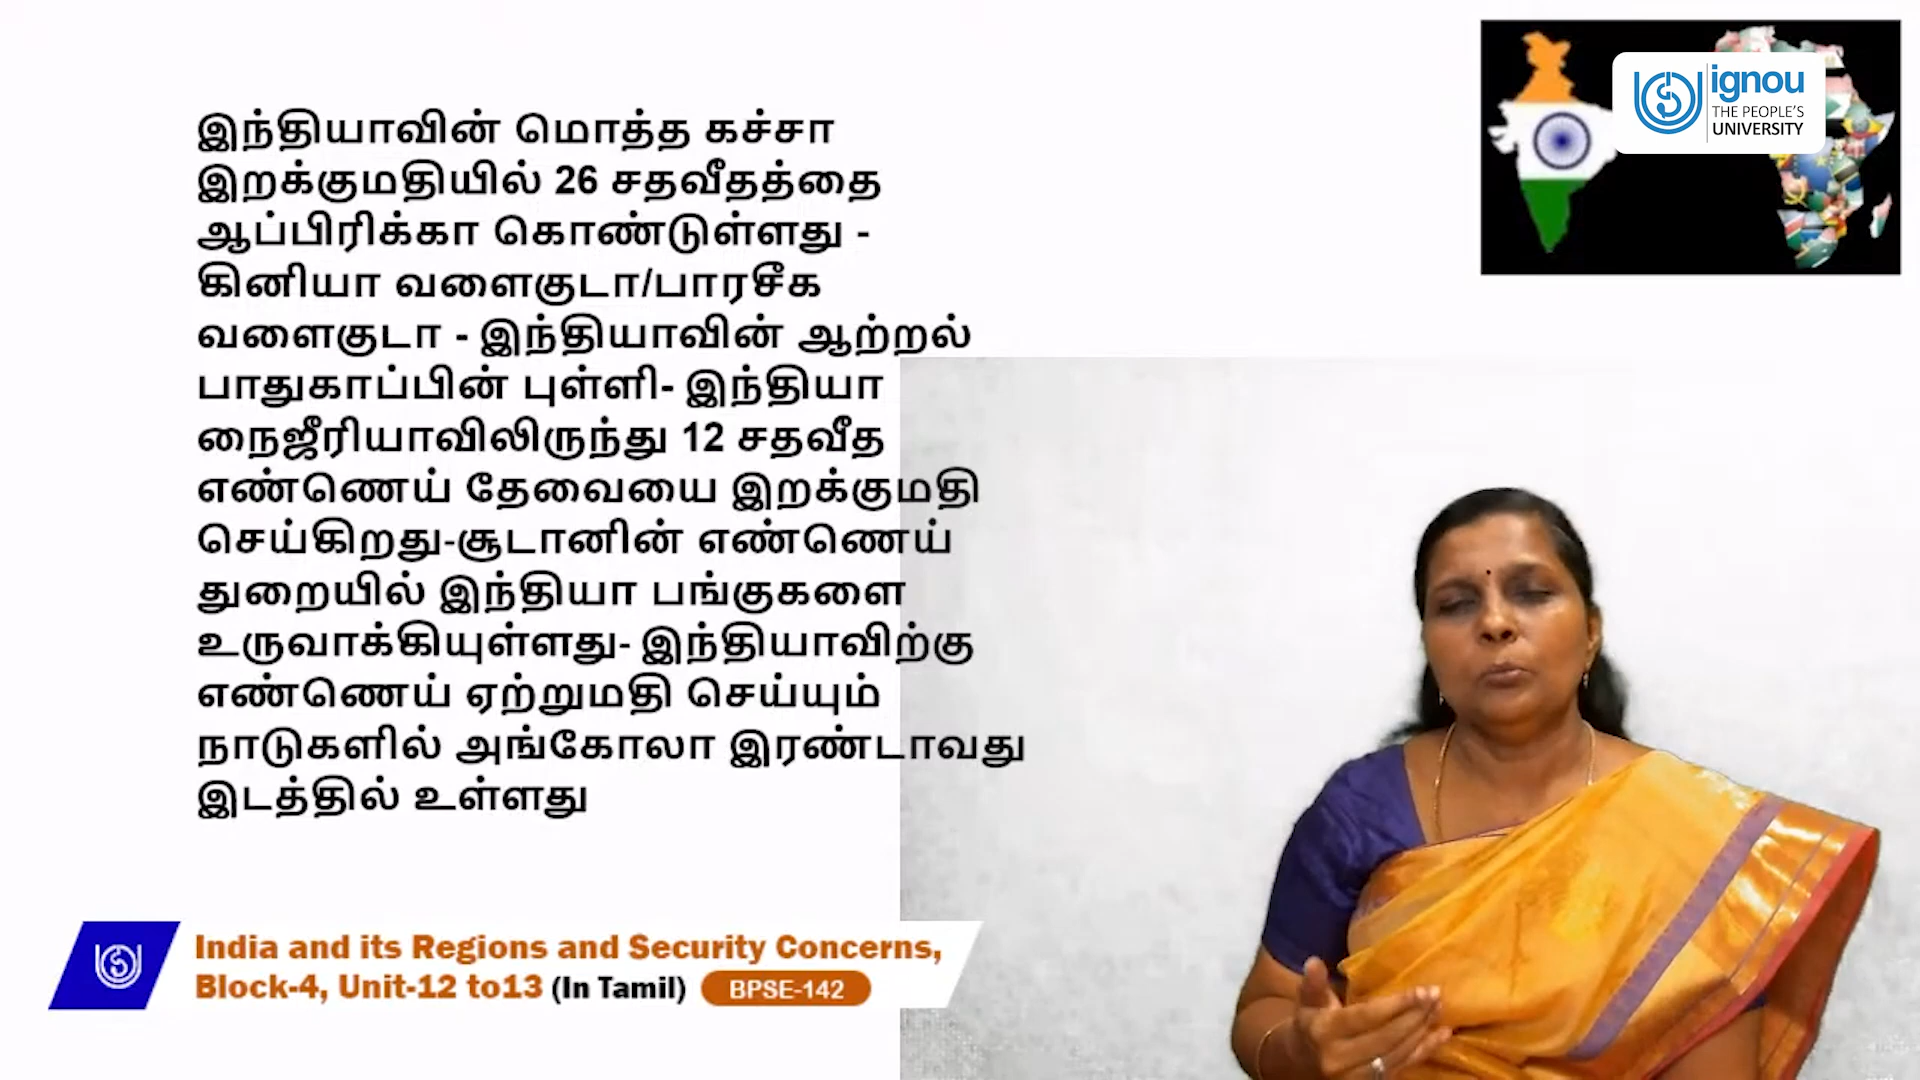 இந்தியாவின் மொத்த கச்சா
இறக்குமதியில் 26 சதவீதத்தை
ஆப்பிரிக்கா கொண்டுள்ளது -
கினியா வளைகுடா/பாரசீக
வளைகுடா - இந்தியாவின் ஆற்றல்
பாதுகாப்பின் புள்ளி- இந்தியா
நைஜீரியாவிலிருந்து 12 சதவீத
எண்ணெய் தேவையை இறக்குமதி
செய்கிறது-சூடானின் எண்ணெய்
துறையில் இந்தியா பங்குகளை
உருவாக்கியுள்ளது- இந்தியாவிற்கு
எண்ணெய் ஏற்றுமதி செய்யும்
நாடுகளில் அங்கோலா இரண்டாவது
இடத்தில் உள்ளது
ignou
THE PEOPLE'S
UNIVERSITY
India and its Regions and Security Concerns,
Block-4, Unit-12 to13 (In Tamil) BPSE-142